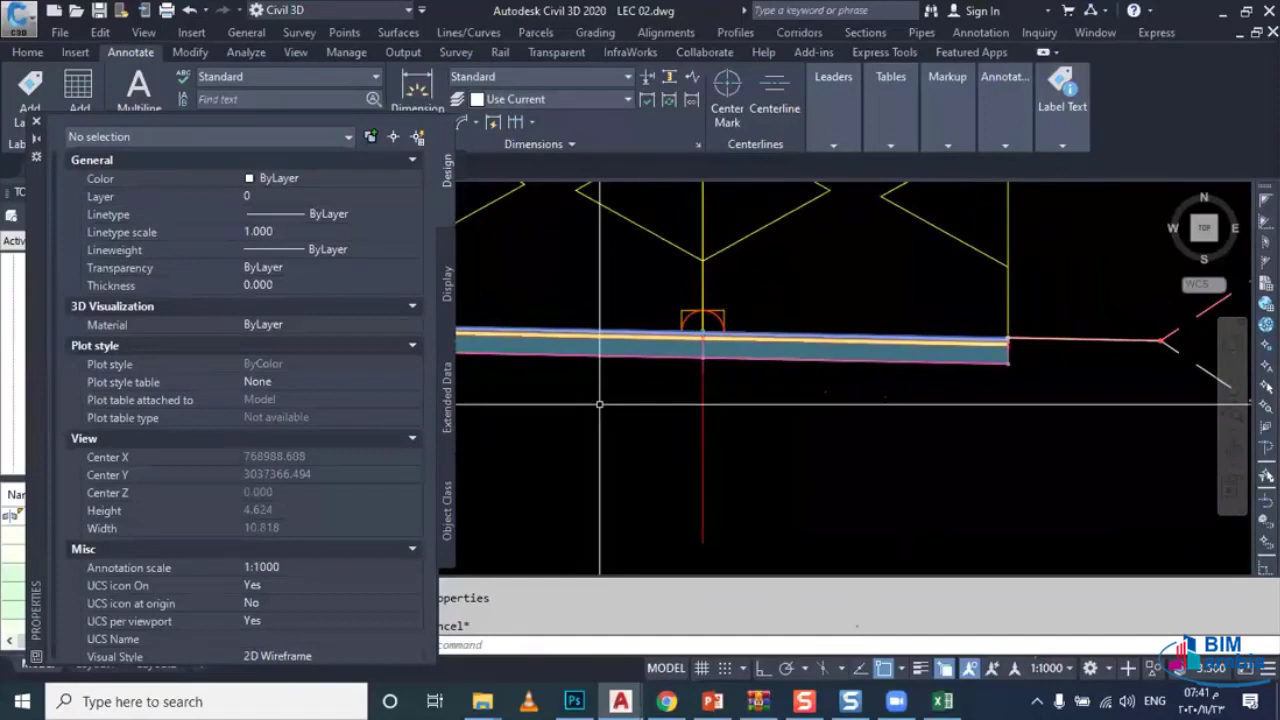 Civil 3D
Autodesk Civil 3D 2020 LEC 02.dwg
Type a keyword or phrase
Sign In
C3D
File Edit View Insert General Survey Points Surfaces Lines/Curves Parcels Grading Alignments Profiles Corridors Sections Pipes Annotation Inquiry Window Express
Home Insert Annotate Modify Analyze View Manage Output Survey Rail Transparent InfraWorks Collaborate Help Add-ins Express Tools Featured Apps
Add Add Multiline
Standard
Find text
Dimension
Standard
Use Current
Center Mark
Centerline
Leaders
Tables
Markup
Annotat...
Add
Label Text
Dimensions
Centerlines
No selection
General
Color ByLayer
Layer 0
Linetype ByLayer
Linetype scale 1.000
Lineweight ByLayer
Transparency ByLayer
Thickness 0.000
3D Visualization
Material ByLayer
Plot style
Plot style ByColor
Plot style table None
Plot table attached to Model
Plot table type Not available
View
Center X 768988.608
Center Y 3037366.494
Center Z 0.000
Height 4.624
Width 10.818
Misc
Annotation scale 1:1000
UCS icon On Yes
UCS icon at origin No
UCS per viewport Yes
UCS Name
Visual Style 2D Wireframe
PROPERTIES
Design
Display
Extended Data
Object Class
N
W TOP E
S
WCS
operties
ncel*
command
MODEL
1:1000
3.500
BIM
Type here to search
ENG
07:41 م
٢٠٢٠/١١/٢٣